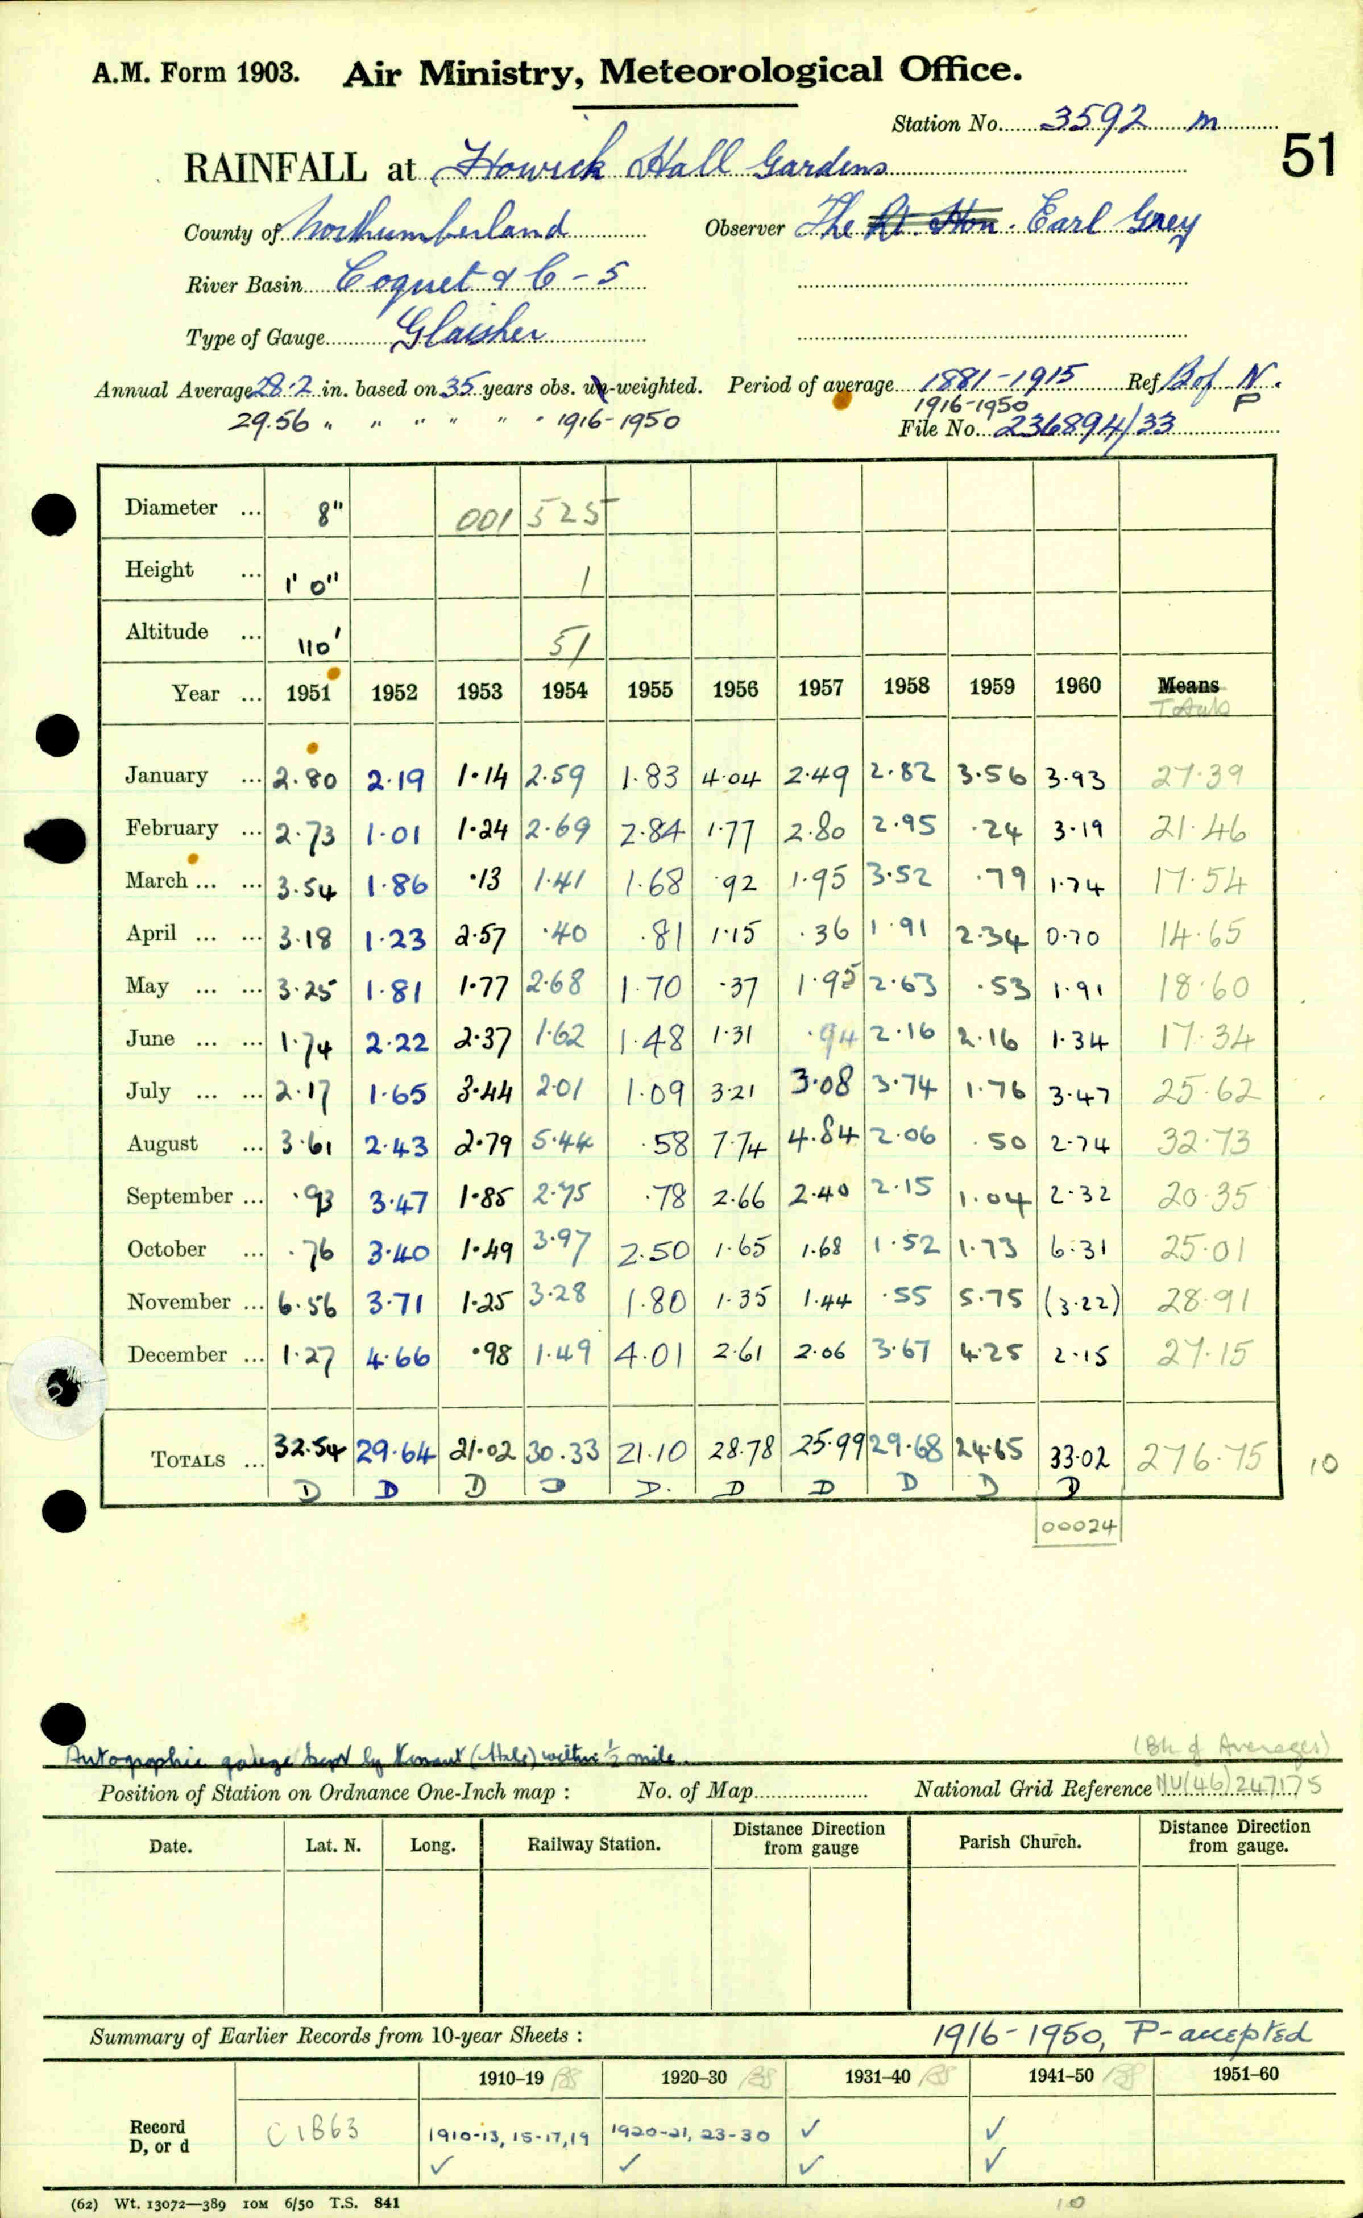 A.M. Form 1903. Air Ministry, Meteorological Office.
Station No. 3592 m
51
RAINFALL at Howick Hall Gardens
County of Northumberland Observer The Rt. Hon. Earl Grey
River Basin Coquet & C - 5
Type of Gauge Glaisher
Annual Average 28.2 in. based on 35 years obs. un-weighted. Period of average 1881-1915 Ref. B of N.
29.56 " " " " " " 1916-1950 1916-1950 P
File No. 236894/33
Diameter ... 8" 001 525
Height ... 1' 0" 1
Altitude ... 110' 51
Year ... 1951 1952 1953 1954 1955 1956 1957 1958 1959 1960 Means
Totals
January ... 2.80 2.19 1.14 2.59 1.83 4.04 2.49 2.82 3.56 3.93 27.39
February ... 2.73 1.01 1.24 2.69 2.84 1.77 2.80 2.95 .24 3.19 21.46
March ... ... 3.54 1.86 .13 1.41 1.68 .92 1.95 3.52 .79 1.74 17.54
April ... ... 3.18 1.23 2.57 .40 .81 1.15 .36 1.91 2.34 0.70 14.65
May ... ... 3.25 1.81 1.77 2.68 1.70 .37 1.95 2.63 .53 1.91 18.60
June ... ... 1.74 2.22 2.37 1.62 1.48 1.31 .94 2.16 2.16 1.34 17.34
July ... ... 2.17 1.65 3.44 2.01 1.09 3.21 3.08 3.74 1.76 3.47 25.62
August ... 3.61 2.43 2.79 5.44 .58 7.74 4.84 2.06 .50 2.74 32.73
September ... .93 3.47 1.85 2.75 .78 2.66 2.40 2.15 1.04 2.32 20.35
October ... .76 3.40 1.49 3.97 2.50 1.65 1.68 1.52 1.73 6.31 25.01
November ... 6.56 3.71 1.25 3.28 1.80 1.35 1.44 .55 5.75 (3.22) 28.91
December ... 1.27 4.66 .98 1.49 4.01 2.61 2.06 3.67 4.25 2.15 27.15
TOTALS ... 32.54 29.64 21.02 30.33 21.10 28.78 25.99 29.68 24.65 33.02 276.75 10
D D D D D. D D D D D
00024
Autographic gauge kept by (Hale) within ½ mile.
(Bk of Averages)
Position of Station on Ordnance One-Inch map : No. of Map National Grid Reference NU(46)247175
Date. Lat. N. Long. Railway Station. Distance Direction from gauge Parish Church. Distance Direction from gauge.
Summary of Earlier Records from 10-year Sheets : 1916-1950, P-accepted
1910-19 1920-30 1931-40 1941-50 1951-60
Record D, or d C 1863 1910-13, 15-17, 19 1920-21, 23-30 ✓ ✓
✓ ✓ ✓ ✓
(62) Wt. 13072—389 10M 6/50 T.S. 841
10